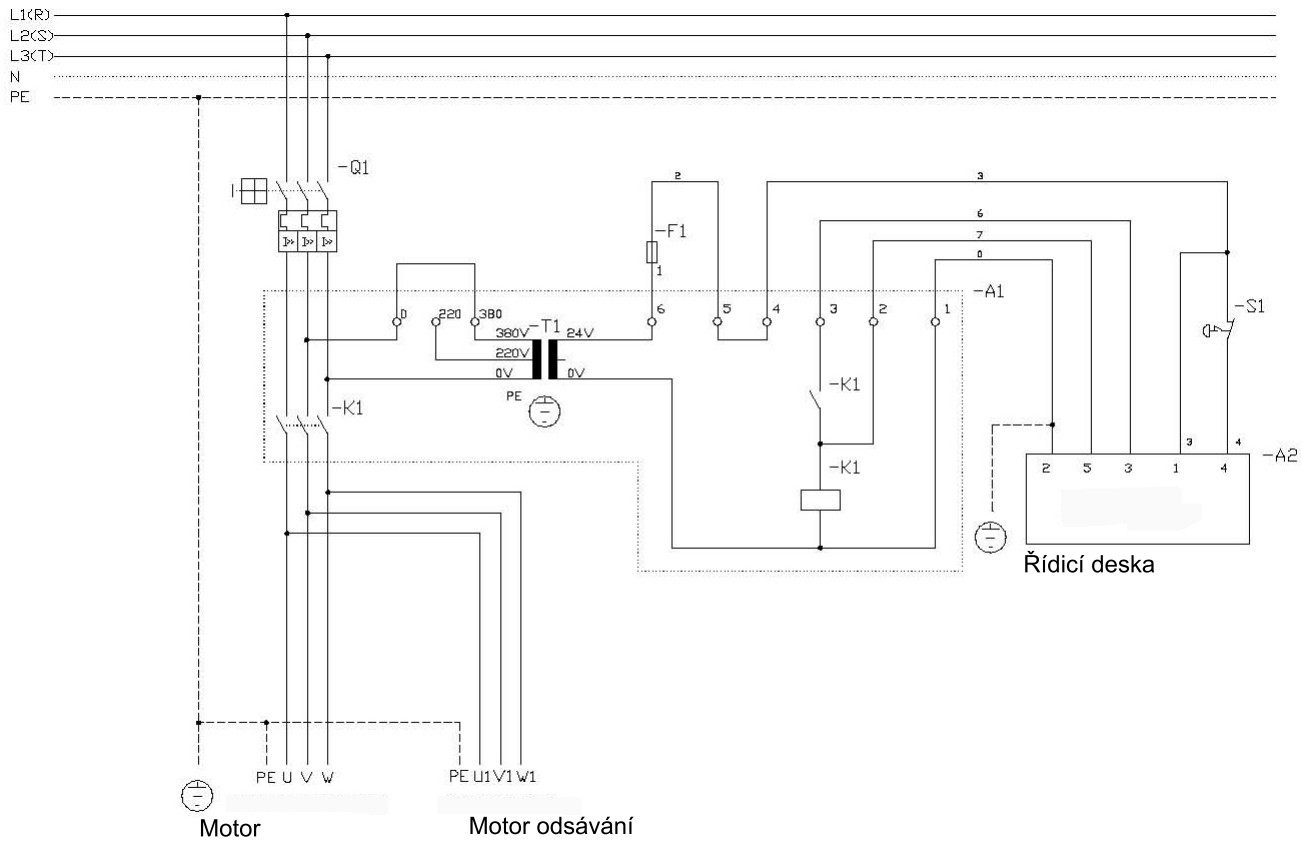 L1(R)
L2(S)
L3(T)
N
PE
-Q1
2
3
-F1
6
7
1
0
-A1
0
220
380
6
5
4
3
2
1
-S1
380V
-T1
24V
220V
0V
0V
PE
-K1
-K1
-K1
3
4
-A2
2
5
3
1
4
Řídicí deska
PE U V W
PE U1 V1 W1
Motor
Motor odsávání